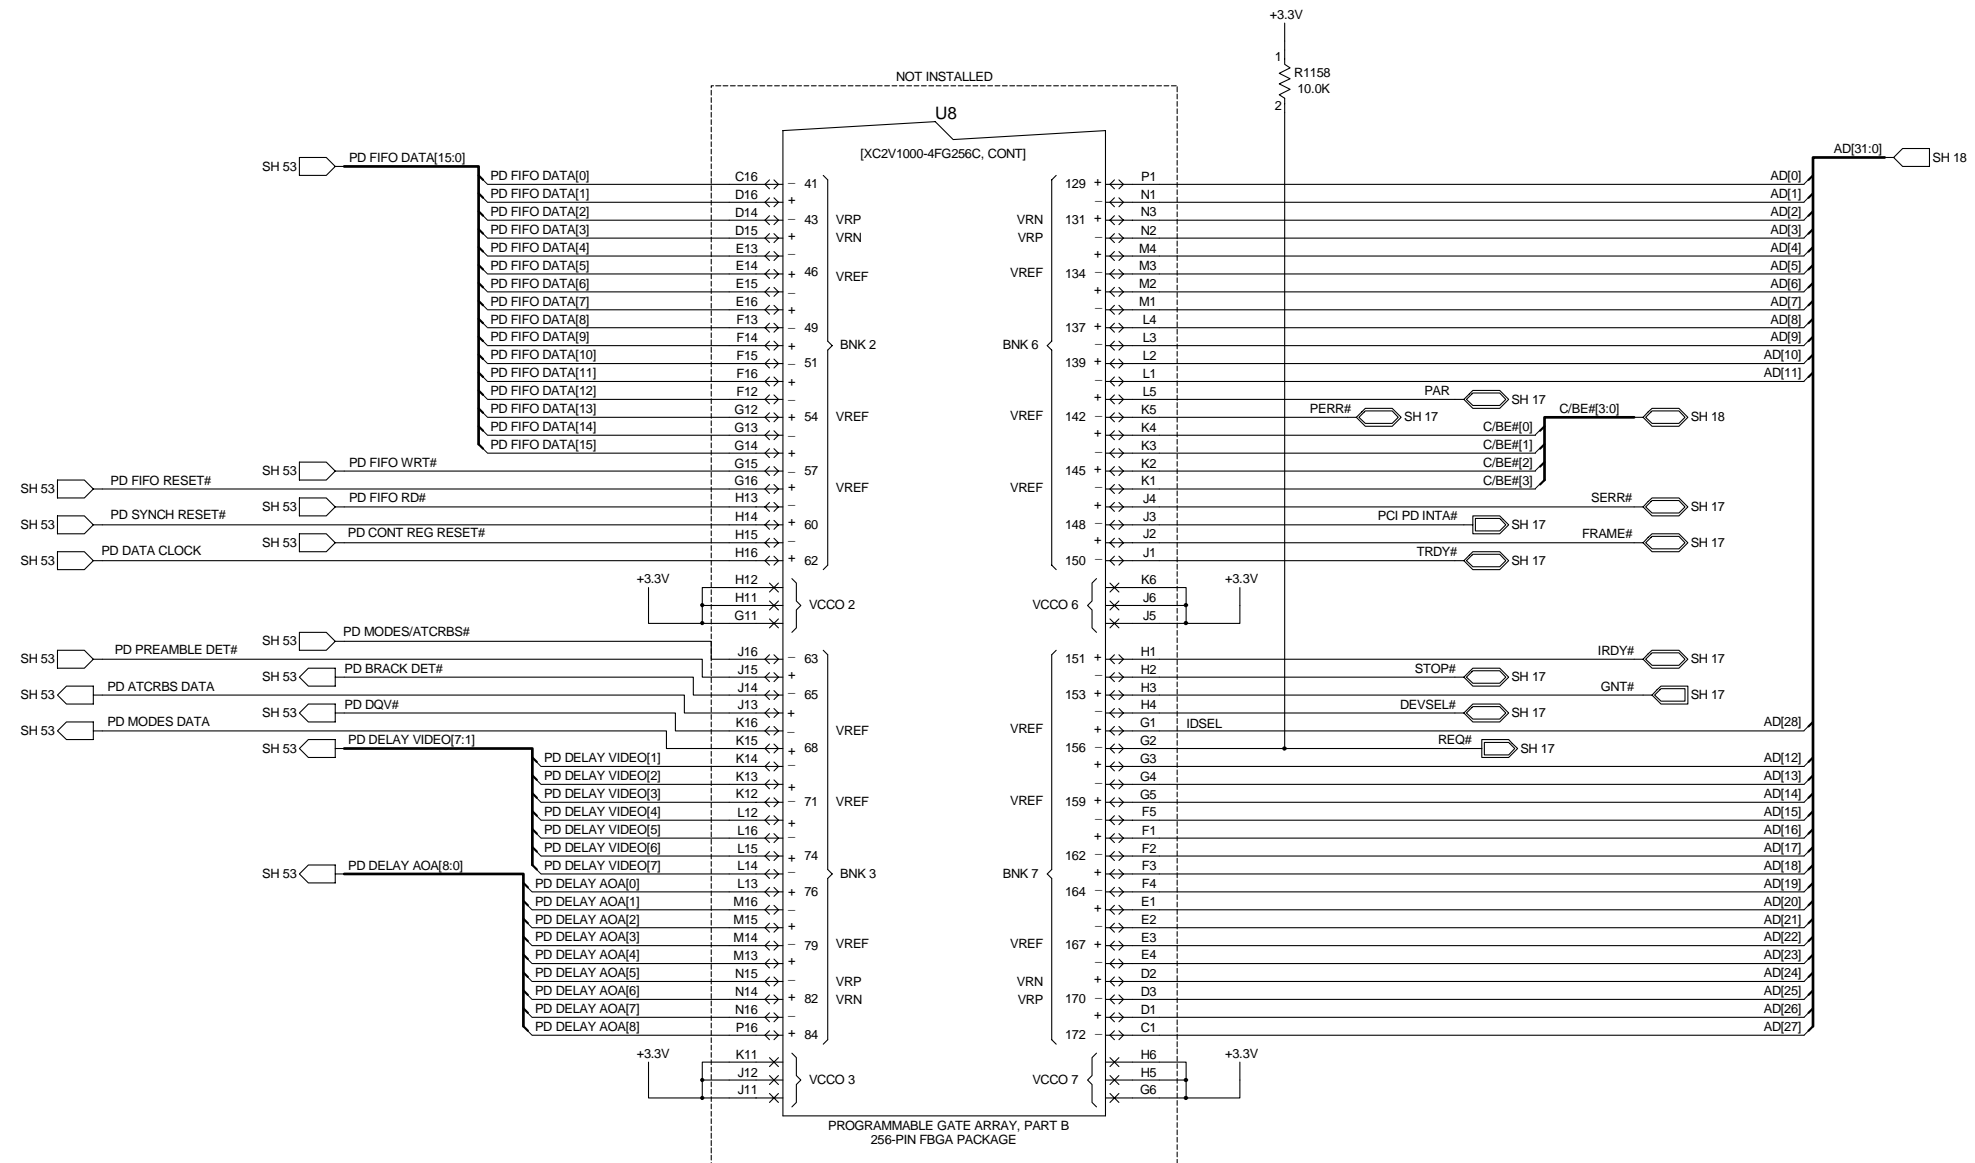 +3.3V
1
R1158
10.0K
2
NOT INSTALLED
U8
[XC2V1000-4FG256C, CONT]
SH 53 PD FIFO DATA[15:0]
AD[31:0] SH 18
PD FIFO DATA[0] C16 − 41 129 + P1 AD[0]
PD FIFO DATA[1] D16 + − N1 AD[1]
PD FIFO DATA[2] D14 − 43 VRP VRN 131 + N3 AD[2]
PD FIFO DATA[3] D15 + VRN VRP − N2 AD[3]
PD FIFO DATA[4] E13 − + M4 AD[4]
PD FIFO DATA[5] E14 + 46 VREF VREF 134 − M3 AD[5]
PD FIFO DATA[6] E15 − + M2 AD[6]
PD FIFO DATA[7] E16 + − M1 AD[7]
PD FIFO DATA[8] F13 − 49 137 + L4 AD[8]
PD FIFO DATA[9] F14 + BNK 2 BNK 6 − L3 AD[9]
PD FIFO DATA[10] F15 − 51 139 + L2 AD[10]
PD FIFO DATA[11] F16 + − L1 AD[11]
PD FIFO DATA[12] F12 − + L5 PAR SH 17
PD FIFO DATA[13] G12 + 54 VREF VREF 142 − K5 PERR# SH 17 C/BE#[3:0] SH 18
PD FIFO DATA[14] G13 − + K4 C/BE#[0]
PD FIFO DATA[15] G14 + − K3 C/BE#[1]
SH 53 PD FIFO WRT# G15 − 57 145 + K2 C/BE#[2]
SH 53 PD FIFO RESET# G16 + VREF VREF − K1 C/BE#[3]
SH 53 PD FIFO RD# H13 − + J4 SERR# SH 17
SH 53 PD SYNCH RESET# H14 + 60 148 − J3 PCI PD INTA# SH 17
SH 53 PD CONT REG RESET# H15 − + J2 FRAME# SH 17
SH 53 PD DATA CLOCK H16 + 62 150 − J1 TRDY# SH 17
+3.3V H12 K6 +3.3V
H11 VCCO 2 VCCO 6 J6
G11 J5
SH 53 PD MODES/ATCRBS# J16 − 63 151 + H1 IRDY# SH 17
SH 53 PD PREAMBLE DET# J15 + − H2 STOP# SH 17
SH 53 PD BRACK DET# J14 − 65 153 + H3 GNT# SH 17
SH 53 PD ATCRBS DATA J13 + − H4 DEVSEL# SH 17
SH 53 PD DQV# K16 − VREF VREF + G1 IDSEL AD[28]
SH 53 PD MODES DATA K15 + 68 156 − G2 REQ# SH 17
SH 53 PD DELAY VIDEO[7:1]
PD DELAY VIDEO[1] K14 − + G3 AD[12]
PD DELAY VIDEO[2] K13 + − G4 AD[13]
PD DELAY VIDEO[3] K12 − 71 VREF VREF 159 + G5 AD[14]
PD DELAY VIDEO[4] L12 + − F5 AD[15]
PD DELAY VIDEO[5] L16 − + F1 AD[16]
PD DELAY VIDEO[6] L15 + 74 162 − F2 AD[17]
PD DELAY VIDEO[7] L14 − BNK 3 BNK 7 + F3 AD[18]
SH 53 PD DELAY AOA[8:0]
PD DELAY AOA[0] L13 + 76 164 − F4 AD[19]
PD DELAY AOA[1] M16 − + E1 AD[20]
PD DELAY AOA[2] M15 + − E2 AD[21]
PD DELAY AOA[3] M14 − 79 VREF VREF 167 + E3 AD[22]
PD DELAY AOA[4] M13 + − E4 AD[23]
PD DELAY AOA[5] N15 − VRP VRN + D2 AD[24]
PD DELAY AOA[6] N14 + 82 VRN VRP 170 − D3 AD[25]
PD DELAY AOA[7] N16 − + D1 AD[26]
PD DELAY AOA[8] P16 + 84 172 − C1 AD[27]
+3.3V K11 H6 +3.3V
J12 VCCO 3 VCCO 7 H5
J11 G6
PROGRAMMABLE GATE ARRAY, PART B
256-PIN FBGA PACKAGE